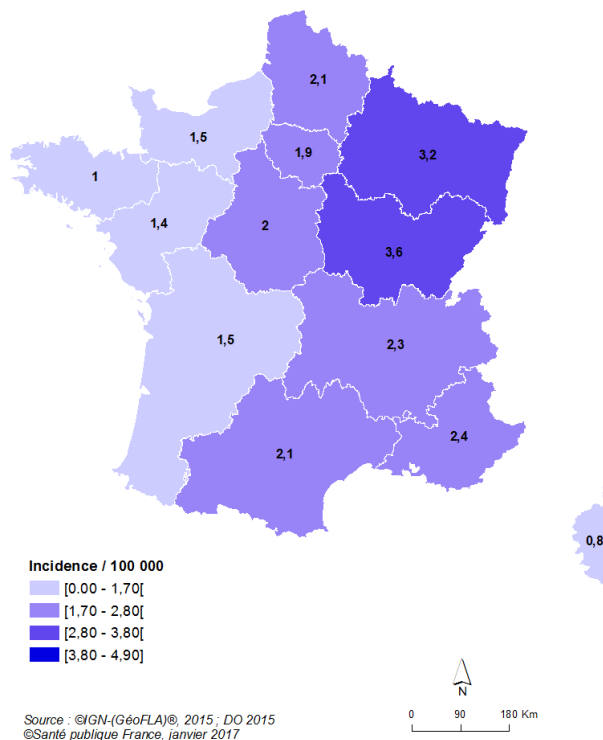 2,1
1,5
1,9
3,2
1
1,4
2
3,6
1,5
2,3
2,4
2,1
0,8
Incidence / 100 000
[0.00 - 1,70[
[1,70 - 2,80[
[2,80 - 3,80[
[3,80 - 4,90]
N
0 90 180 Km
Source : ©IGN-(GéoFLA)®, 2015 ; DO 2015
©Santé publique France, janvier 2017